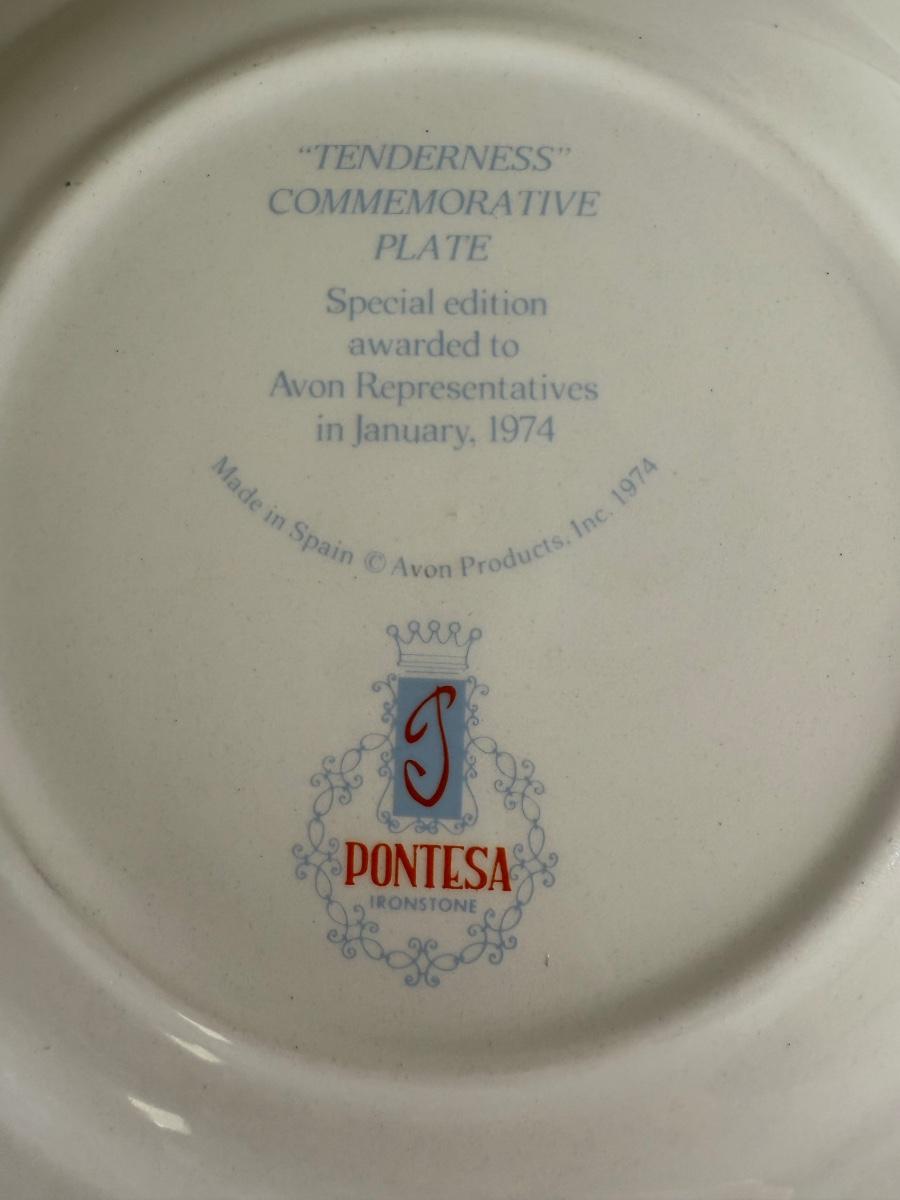 “TENDERNESS”
COMMEMORATIVE
PLATE
Special edition
awarded to
Avon Representatives
in January, 1974
Made in Spain © Avon Products, Inc. 1974
P
PONTESA
IRONSTONE